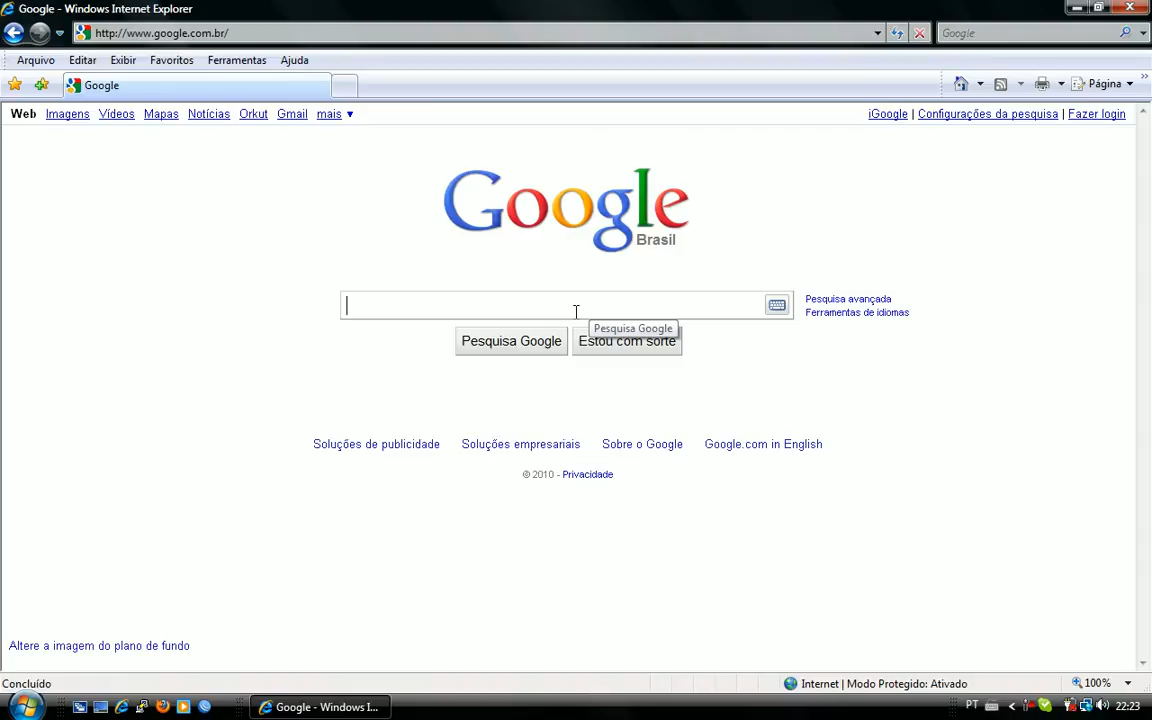 Google - Windows Internet Explorer
http://www.google.com.br/
Google
Arquivo Editar Exibir Favoritos Ferramentas Ajuda
Google
Página
Web Imagens Vídeos Mapas Notícias Orkut Gmail mais ▼
iGoogle | Configurações da pesquisa | Fazer login
Google
Brasil
Pesquisa avançada
Ferramentas de idiomas
Pesquisa Google
Pesquisa Google Estou com sorte
Soluções de publicidade Soluções empresariais Sobre o Google Google.com in English
© 2010 - Privacidade
Altere a imagem do plano de fundo
Concluído
Internet | Modo Protegido: Ativado
100%
Google - Windows I...
PT
22:23